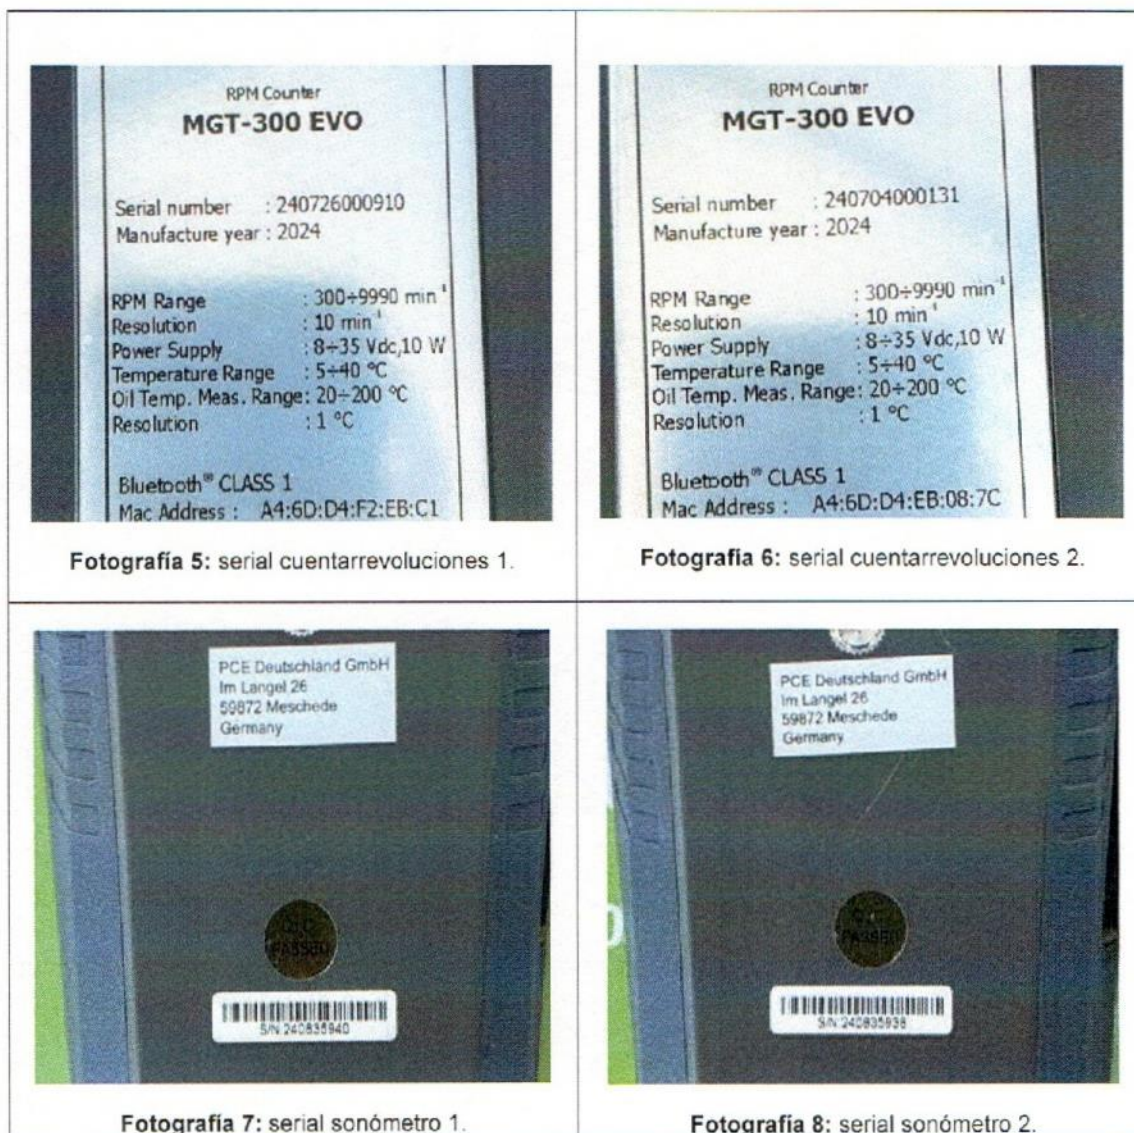 RPM Counter
MGT-300 EVO
Serial number : 240726000910
Manufacture year : 2024
RPM Range : 300÷9990 min⁻¹
Resolution : 10 min⁻¹
Power Supply : 8÷35 Vdc,10 W
Temperature Range : 5÷40 °C
Oil Temp. Meas. Range: 20÷200 °C
Resolution : 1 °C
Bluetooth® CLASS 1
Mac Address : A4:6D:D4:F2:EB:C1
Fotografía 5: serial cuentarrevoluciones 1.
RPM Counter
MGT-300 EVO
Serial number : 240704000131
Manufacture year : 2024
RPM Range : 300÷9990 min⁻¹
Resolution : 10 min⁻¹
Power Supply : 8÷35 Vdc,10 W
Temperature Range : 5÷40 °C
Oil Temp. Meas. Range: 20÷200 °C
Resolution : 1 °C
Bluetooth® CLASS 1
Mac Address : A4:6D:D4:EB:08:7C
Fotografía 6: serial cuentarrevoluciones 2.
PCE Deutschland GmbH
Im Langel 26
59872 Meschede
Germany
Q.C.
PASSED
S/N:240835940
Fotografía 7: serial sonómetro 1.
PCE Deutschland GmbH
Im Langel 26
59872 Meschede
Germany
Q.C.
PASSED
S/N:240835938
Fotografía 8: serial sonómetro 2.